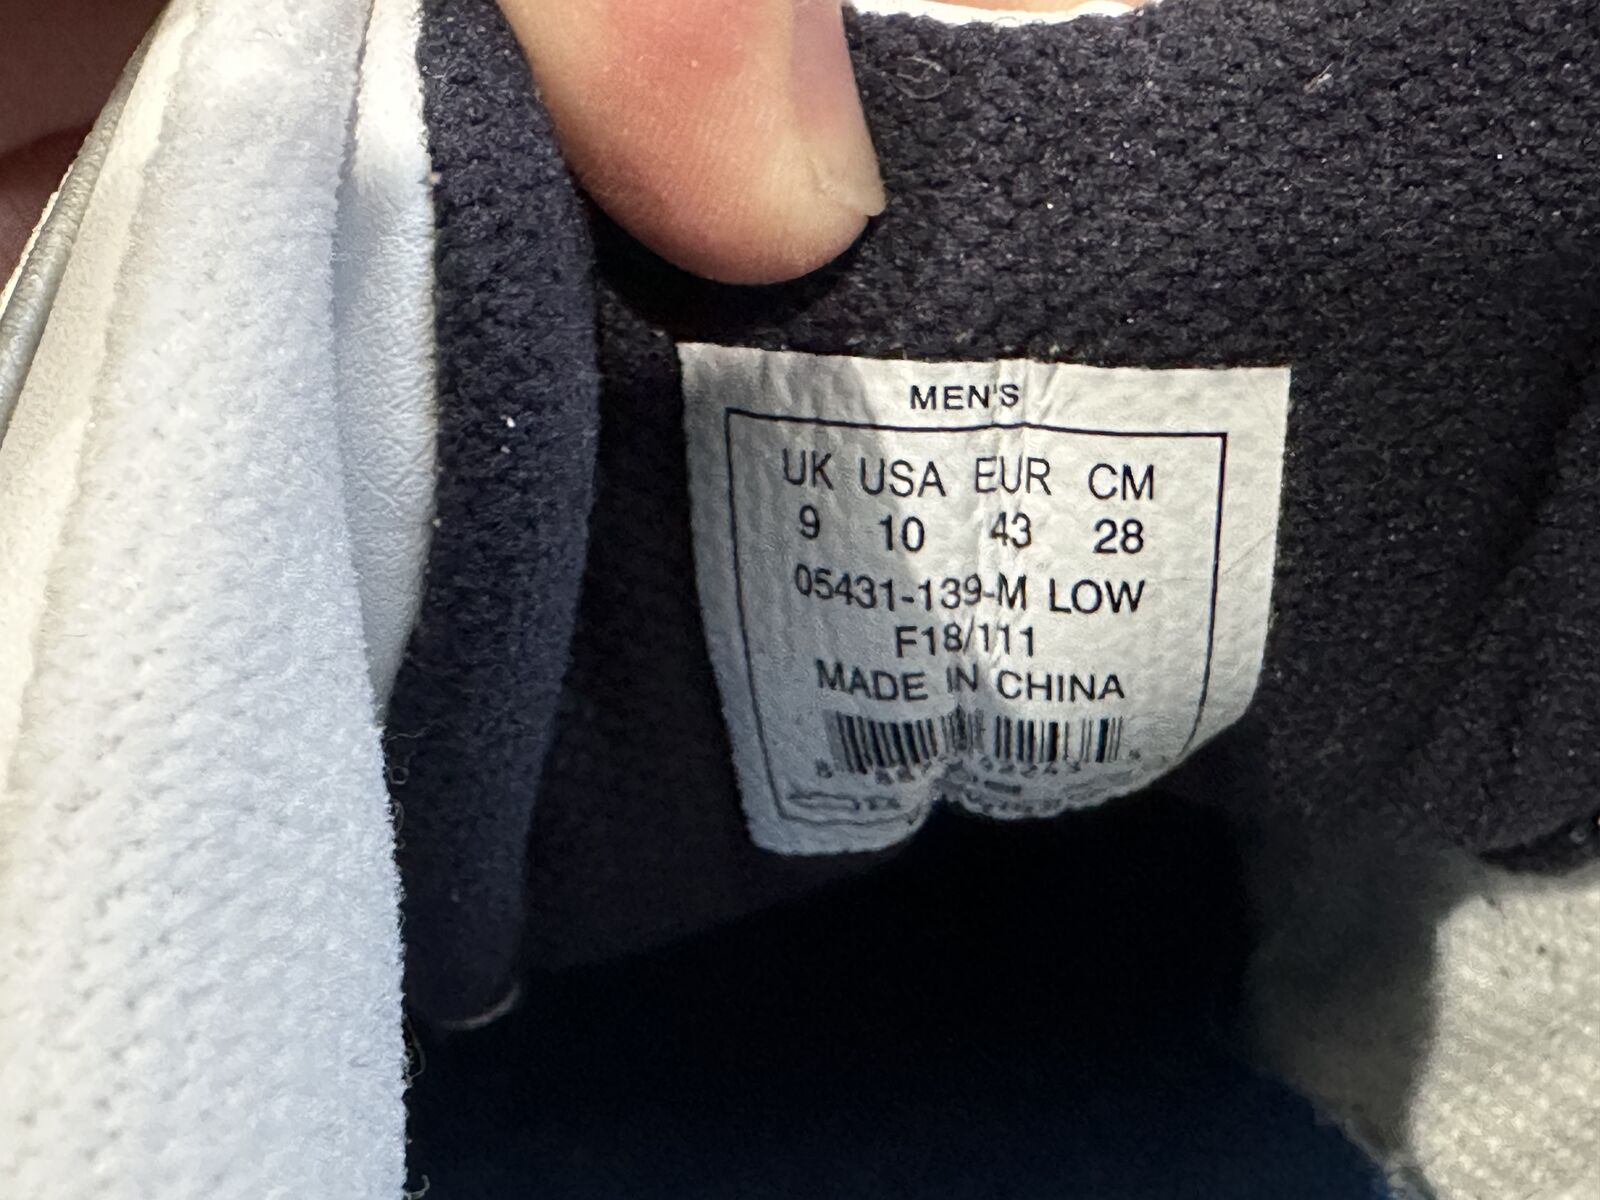 MEN'S
UK USA EUR CM
9 10 43 28
05431-139-M LOW
F18/111
MADE IN CHINA